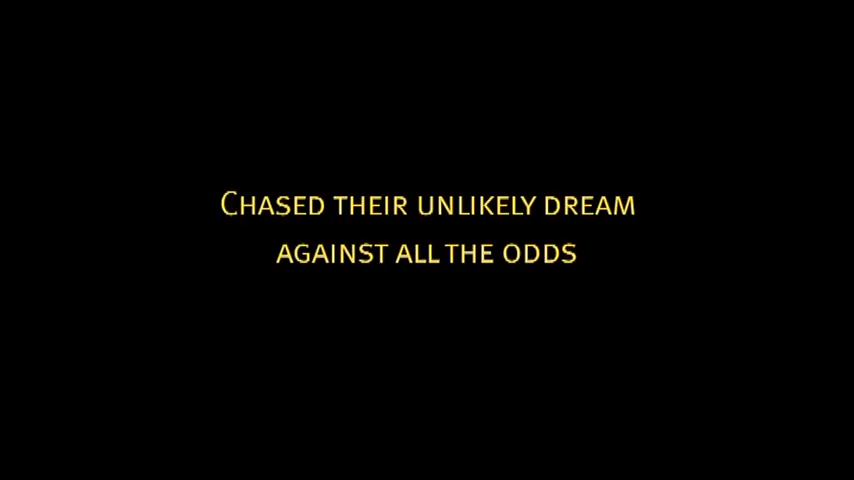 Chased their unlikely dream
against all the odds